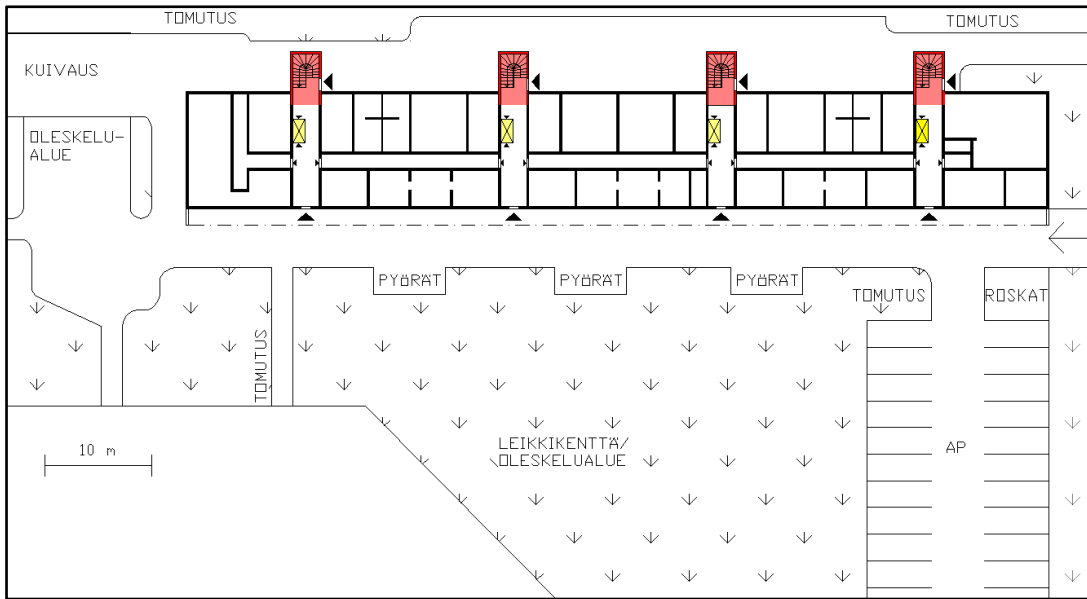 TOMUTUS
TOMUTUS
KUIVAUS
OLESKELU-
ALUE
PYÖRÄT
PYÖRÄT
PYÖRÄT
TOMUTUS
ROSKAT
TOMUTUS
LEIKKIKENTTÄ/
OLESKELUALUE
10 m
AP